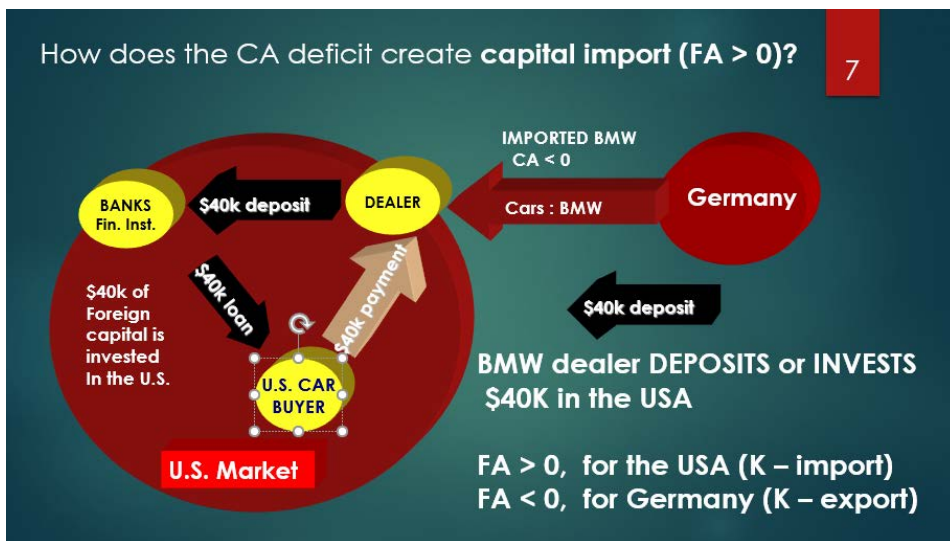 How does the CA deficit create capital import (FA > 0)?
7
IMPORTED BMW
CA < 0
BANKS
Fin. Inst.
$40k deposit
DEALER
Cars : BMW
Germany
$40k loan
$40k payment
$40k of
Foreign
capital is
invested
In the U.S.
$40k deposit
U.S. CAR
BUYER
BMW dealer DEPOSITS or INVESTS
$40K in the USA
U.S. Market
FA > 0, for the USA (K – import)
FA < 0, for Germany (K – export)